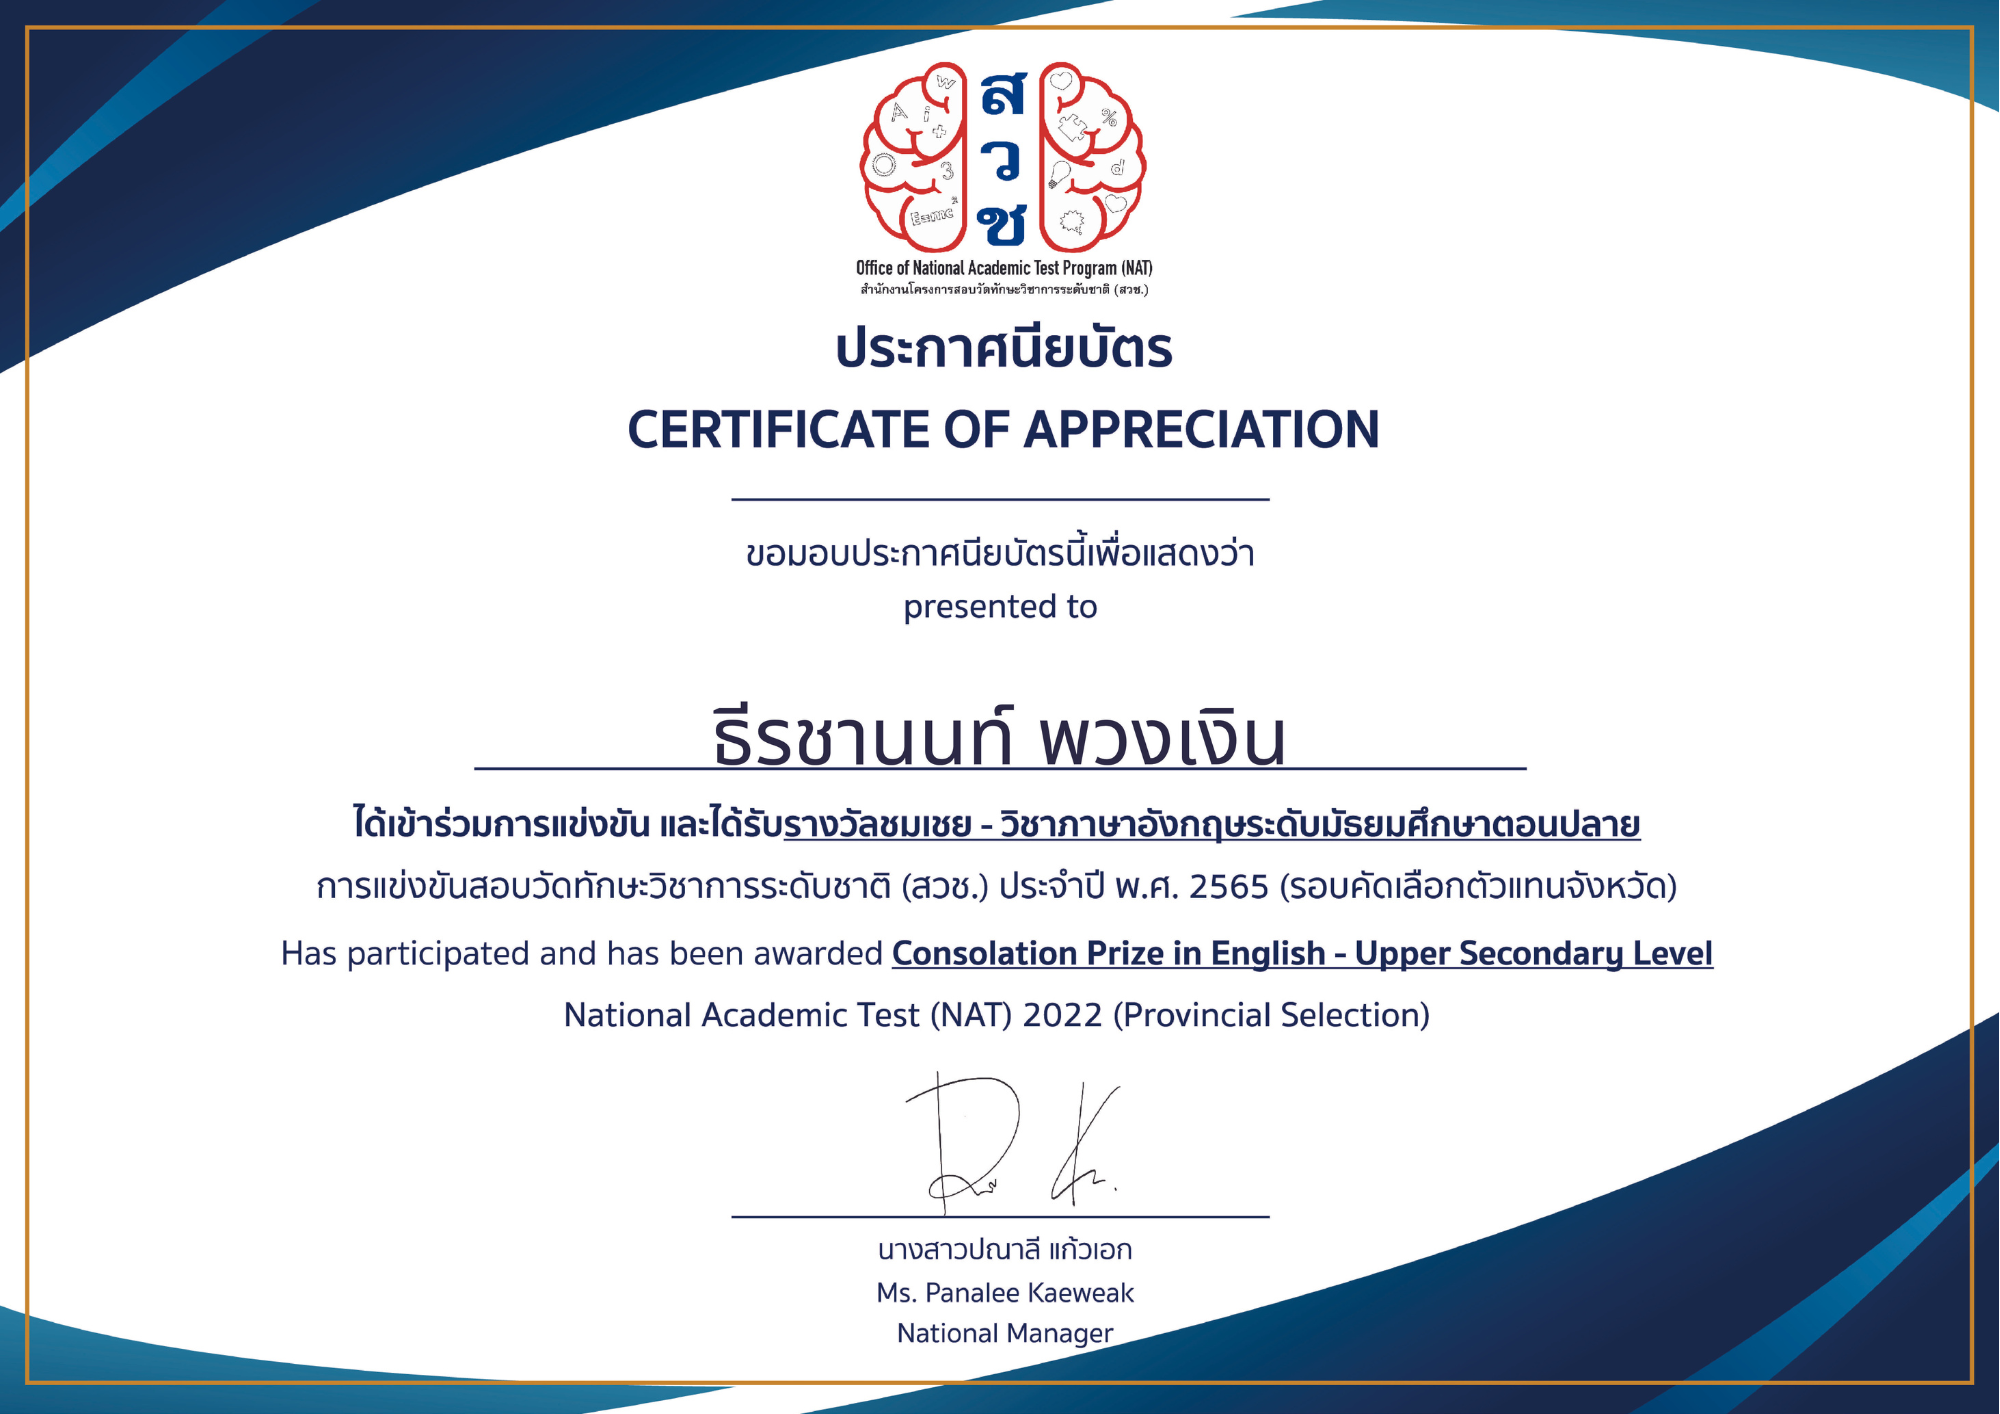 ส
ว
ช
W
A i
+
3
E=mc²
%
d
Office of National Academic Test Program (NAT)
สำนักงานโครงการสอบวัดทักษะวิชาการระดับชาติ (สวช.)
ประกาศนียบัตร
CERTIFICATE OF APPRECIATION
ขอมอบประกาศนียบัตรนี้เพื่อแสดงว่า
presented to
ธีรชานนท์ พวงเงิน
ได้เข้าร่วมการแข่งขัน และได้รับรางวัลชมเชย - วิชาภาษาอังกฤษระดับมัธยมศึกษาตอนปลาย
การแข่งขันสอบวัดทักษะวิชาการระดับชาติ (สวช.) ประจำปี พ.ศ. 2565 (รอบคัดเลือกตัวแทนจังหวัด)
Has participated and has been awarded Consolation Prize in English - Upper Secondary Level
National Academic Test (NAT) 2022 (Provincial Selection)
นางสาวปณาลี แก้วเอก
Ms. Panalee Kaeweak
National Manager